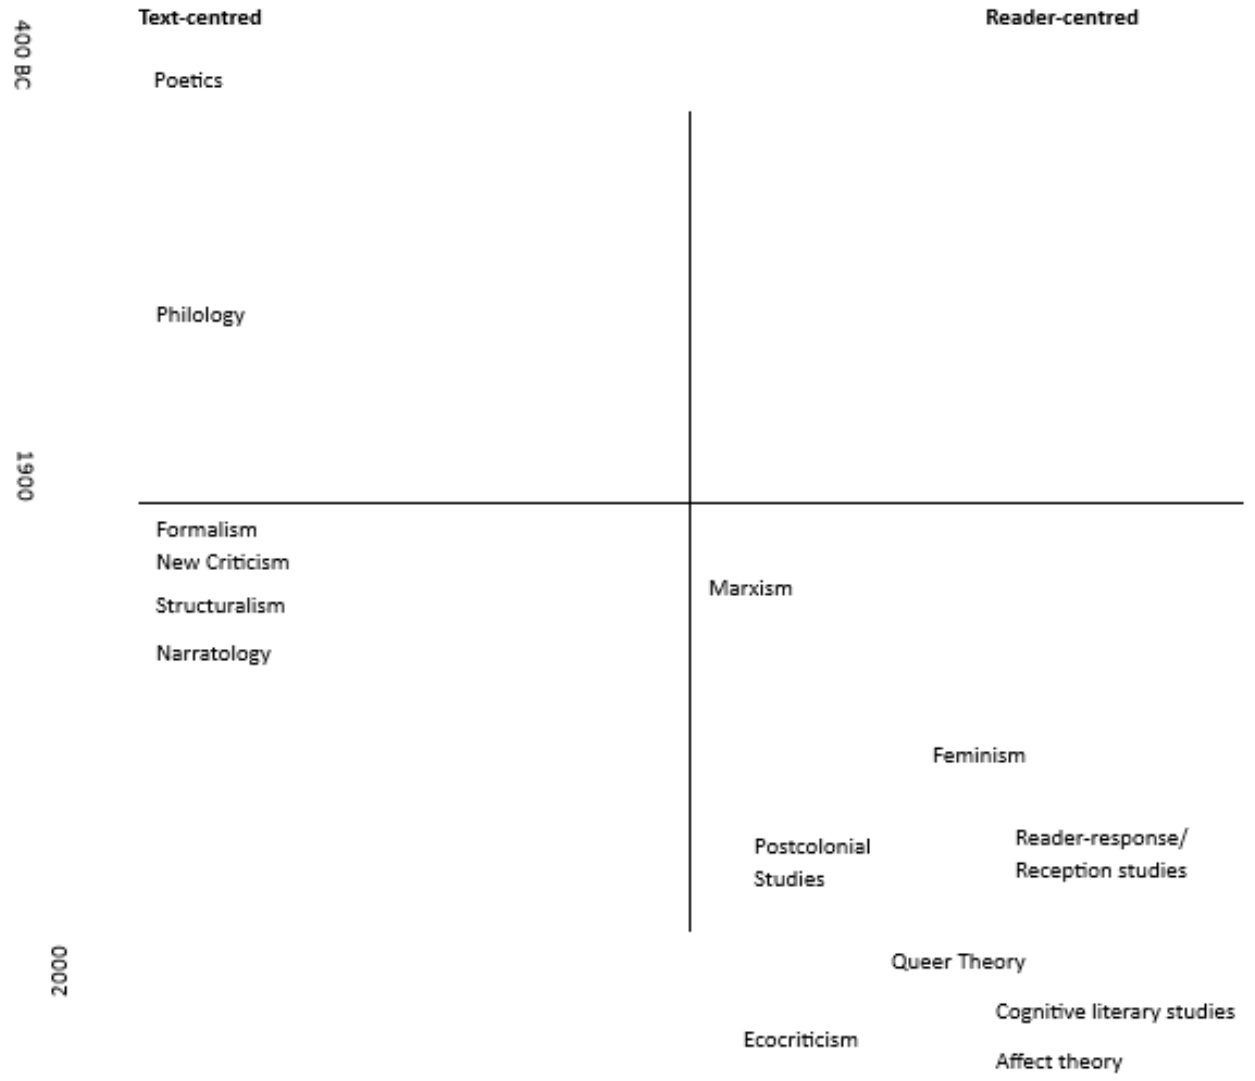 Text-centred
Reader-centred
400 BC
Poetics
Philology
1900
Formalism
New Criticism
Marxism
Structuralism
Narratology
Feminism
Postcolonial
Studies
Reader-response/
Reception studies
2000
Queer Theory
Cognitive literary studies
Ecocriticism
Affect theory